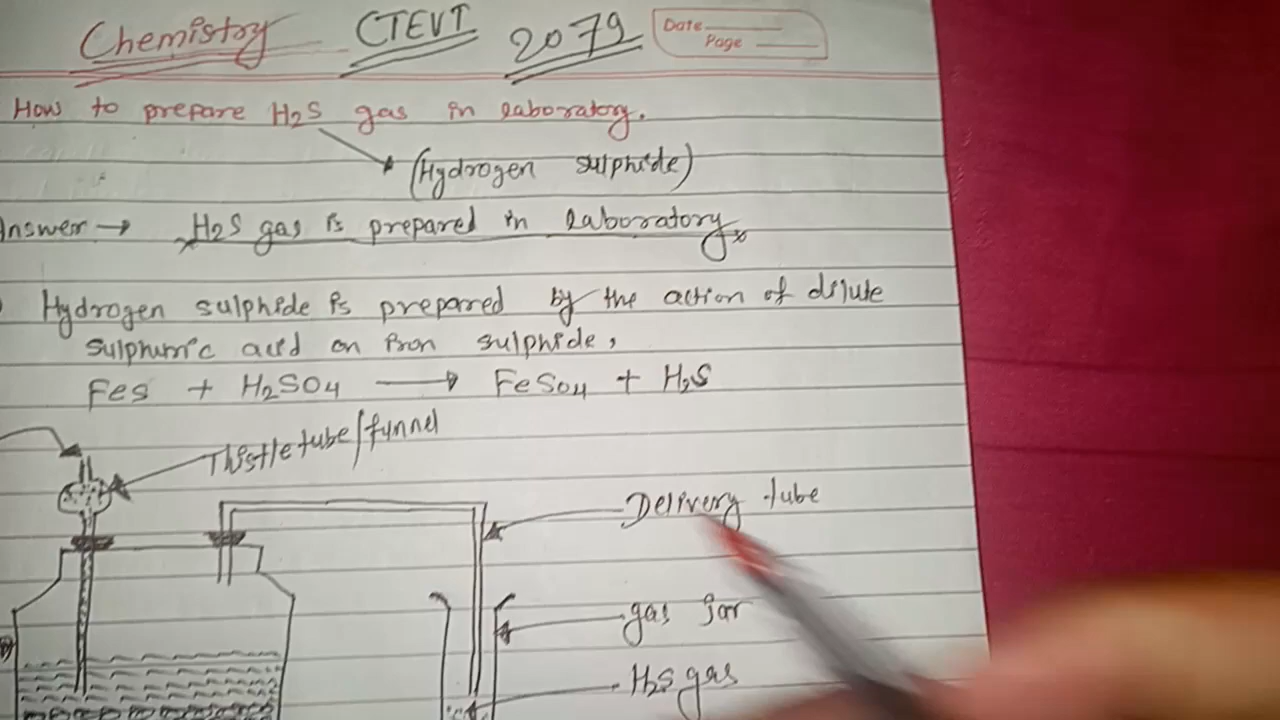 Chemistry CTEVT 2079
Date
Page
How to prepare H2S gas in laboratory.
(Hydrogen sulphide)
Answer → H2S gas is prepared in laboratory
Hydrogen sulphide is prepared by the action of dilute
sulphuric acid on iron sulphide,
FeS + H2SO4 → FeSO4 + H2S
Thistle tube/funnel
Delivery tube
gas Jar
H2S gas